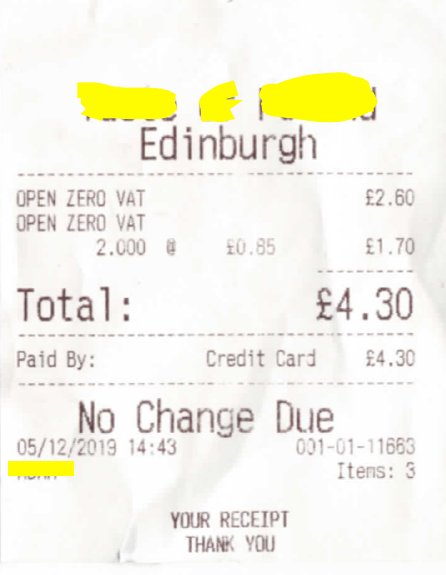 Edinburgh
OPEN ZERO VAT £2.60
OPEN ZERO VAT
2.000 @ £0.85 £1.70
Total: £4.30
Paid By: Credit Card £4.30
No Change Due
05/12/2019 14:43 001-01-11663
Items: 3
YOUR RECEIPT
THANK YOU